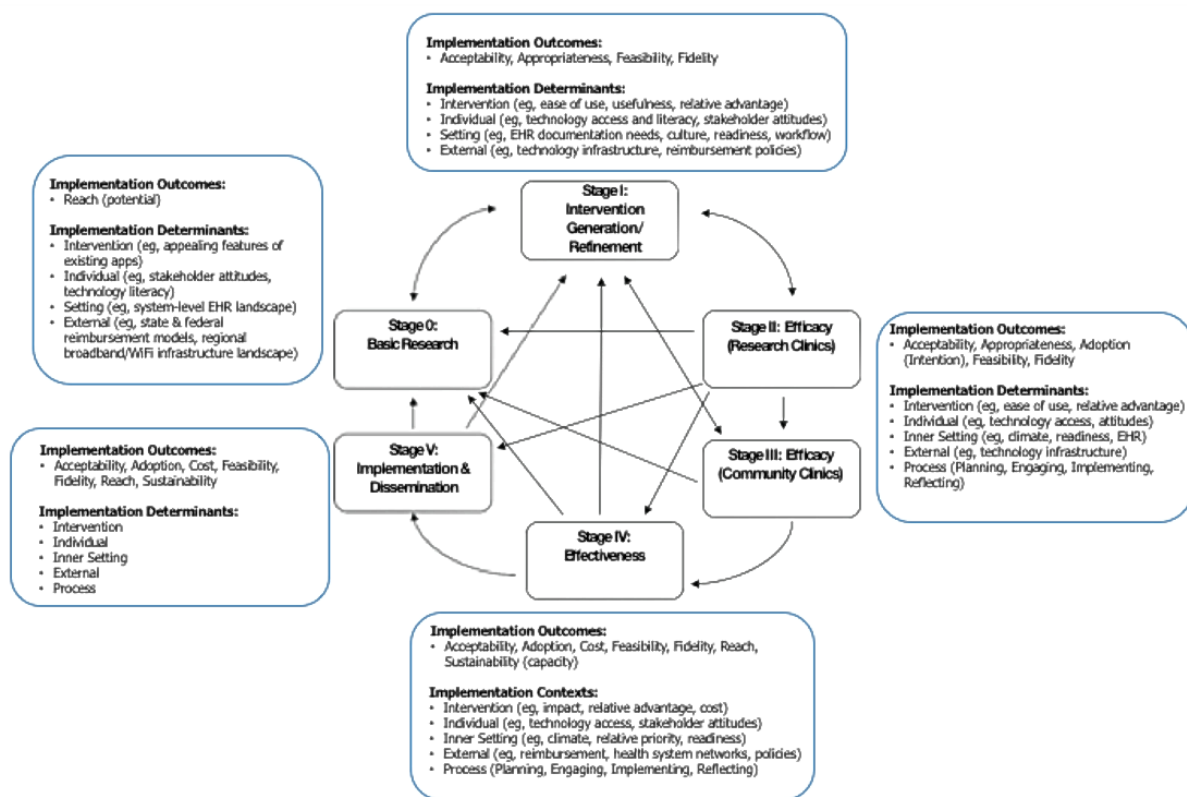 Implementation Outcomes:
• Acceptability, Appropriateness, Feasibility, Fidelity
Implementation Determinants:
• Intervention (eg, ease of use, usefulness, relative advantage)
• Individual (eg, technology access and literacy, stakeholder attitudes)
• Setting (eg, EHR documentation needs, culture, readiness, workflow)
• External (eg, technology infrastructure, reimbursement policies)
Implementation Outcomes:
• Reach (potential)
Implementation Determinants:
• Intervention (eg, appealing features of
existing apps)
• Individual (eg, stakeholder attitudes,
technology literacy)
• Setting (eg, system-level EHR landscape)
• External (eg, state & federal
reimbursement models, regional
broadband/WiFi infrastructure landscape)
Stage I:
Intervention
Generation/
Refinement
Stage 0:
Basic Research
Stage II: Efficacy
(Research Clinics)
Implementation Outcomes:
• Acceptability, Appropriateness, Adoption
(Intention), Feasibility, Fidelity
Implementation Determinants:
• Intervention (eg, ease of use, relative advantage)
• Individual (eg, technology access, attitudes)
• Inner Setting (eg, climate, readiness, EHR)
• External (eg, technology infrastructure)
• Process (Planning, Engaging, Implementing,
Reflecting)
Implementation Outcomes:
• Acceptability, Adoption, Cost, Feasibility,
Fidelity, Reach, Sustainability
Implementation Determinants:
• Intervention
• Individual
• Inner Setting
• External
• Process
Stage V:
Implementation &
Dissemination
Stage III: Efficacy
(Community Clinics)
Stage IV:
Effectiveness
Implementation Outcomes:
• Acceptability, Adoption, Cost, Feasibility, Fidelity, Reach,
Sustainability (capacity)
Implementation Contexts:
• Intervention (eg, impact, relative advantage, cost)
• Individual (eg, technology access, stakeholder attitudes)
• Inner Setting (eg, climate, relative priority, readiness)
• External (eg, reimbursement, health system networks, policies)
• Process (Planning, Engaging, Implementing, Reflecting)